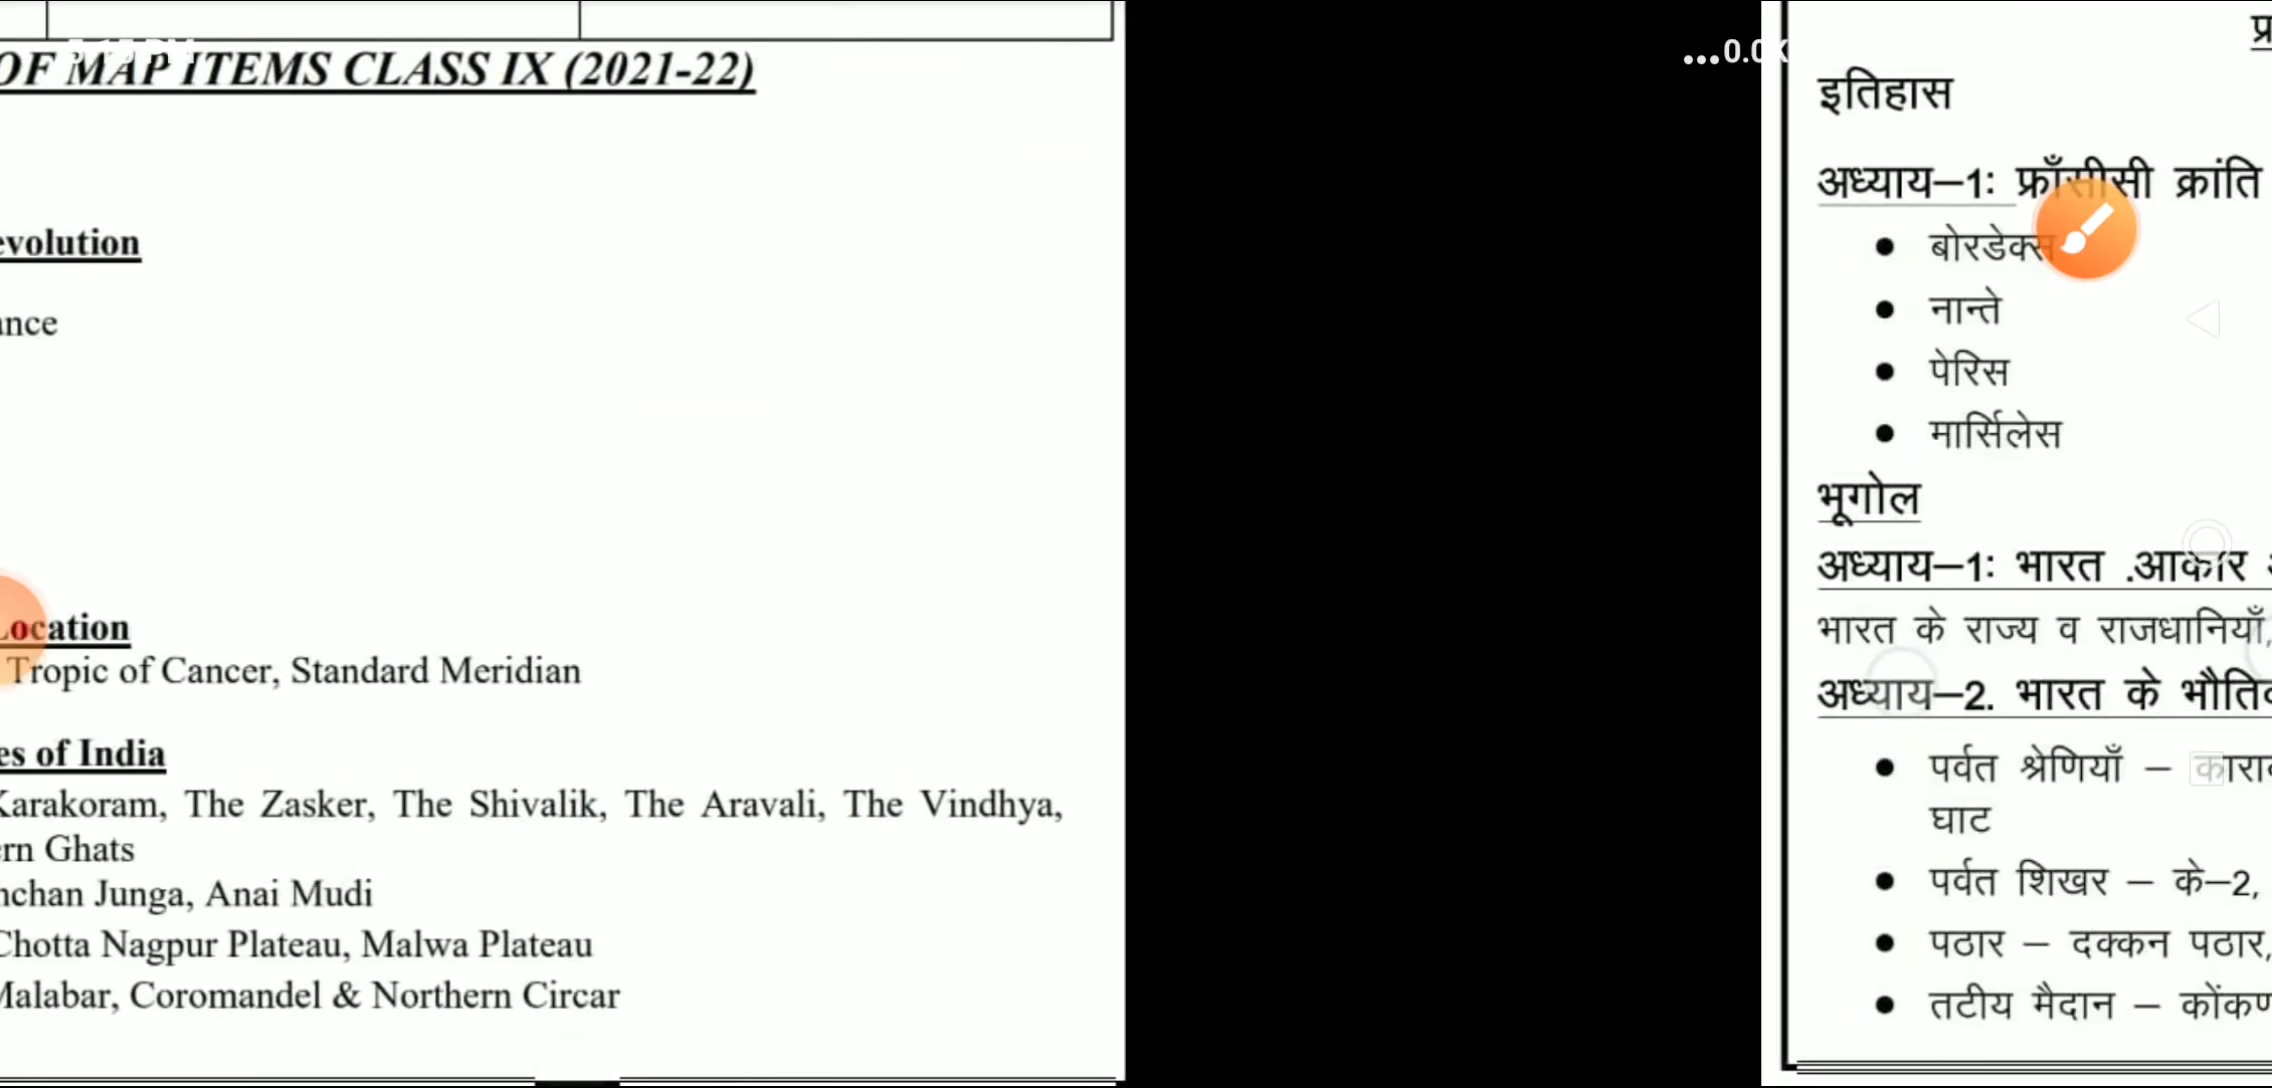 OF MAP ITEMS CLASS IX (2021-22)
evolution
ance
Location
Tropic of Cancer, Standard Meridian
es of India
Karakoram, The Zasker, The Shivalik, The Aravali, The Vindhya,
ern Ghats
nchan Junga, Anai Mudi
Chotta Nagpur Plateau, Malwa Plateau
Malabar, Coromandel & Northern Circar
...0.0K
प्र
इतिहास
अध्याय–1: फ्राँसीसी क्रांति
• बोरडेक्स
• नान्ते
• पेरिस
• मार्सिलेस
भूगोल
अध्याय–1: भारत .आकार
भारत के राज्य व राजधानियाँ,
अध्याय–2. भारत के भौति
• पर्वत श्रेणियाँ – कारा
घाट
• पर्वत शिखर – के–2,
• पठार – दक्कन पठार,
• तटीय मैदान – कोंकण